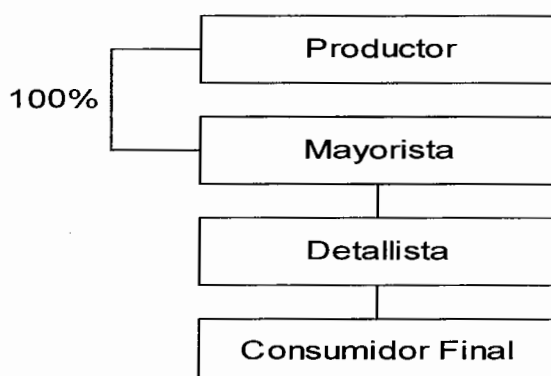 Productor
100%
Mayorista
Detallista
Consumidor Final